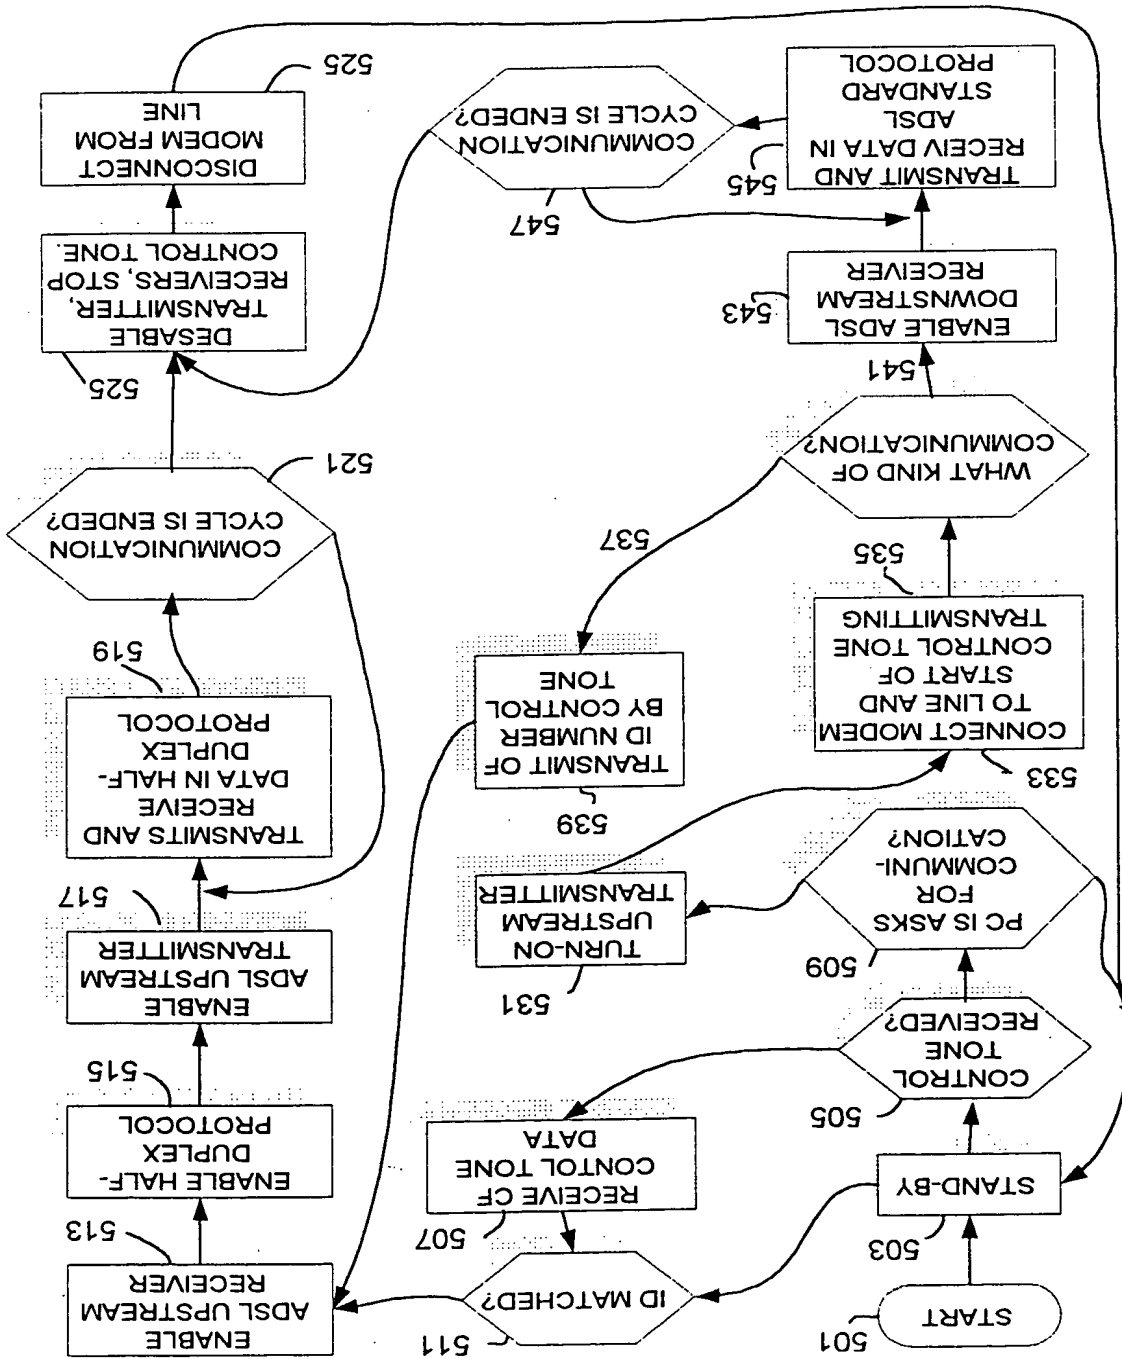 START
501
STAND-BY
503
CONTROL
TONE
RECEIVED?
505
PC IS ASKS
FOR
COMMUNI-
CATION?
509
CONNECT MODEM
TO LINE AND
START OF
CONTROL TONE
TRANSMITTING
533
535
WHAT KIND OF
COMMUNICATION?
541
ENABLE ADSL
DOWNSTREAM
RECEIVER
543
TRANSMIT AND
RECEIV DATA IN
ADSL
STANDARD
PROTOCOL
545
ID MATCHED?
511
507
RECEIVE CF
CONTOL TONE
DATA
531
TURN-ON
UPSTREAM
TRANSMITTER
539
TRANSMIT OF
ID NUMBER
BY CONTROL
TONE
537
547
COMMUNICATION
CYCLE IS ENDED?
ENABLE
ADSL UPSTREAM
RECEIVER
513
ENABLE HALF-
DUPLEX
PROTOCOL
515
ENABLE
ADSL UPSTREAM
TRANSMITTER
517
TRANSMITS AND
RECEIVE
DATA IN HALF-
DUPLEX
PROTOCOL
519
COMMUNICATION
CYCLE IS ENDED?
521
525
DESABLE
TRANSMITTER,
RECEIVERS, STOP
CONTROL TONE.
DISCONNECT
MODEM FROM
LINE
525